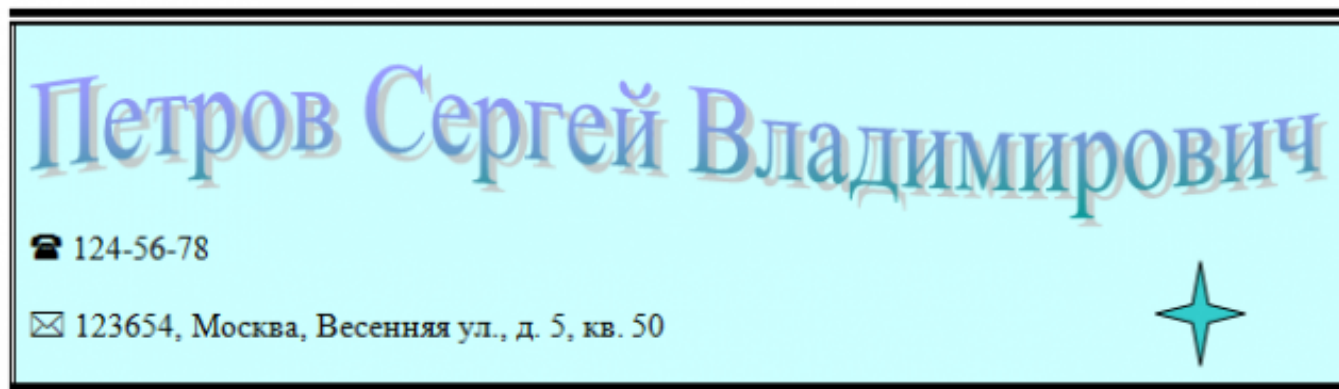 Петров Сергей Владимирович
☎ 124-56-78
✉ 123654, Москва, Весенняя ул., д. 5, кв. 50